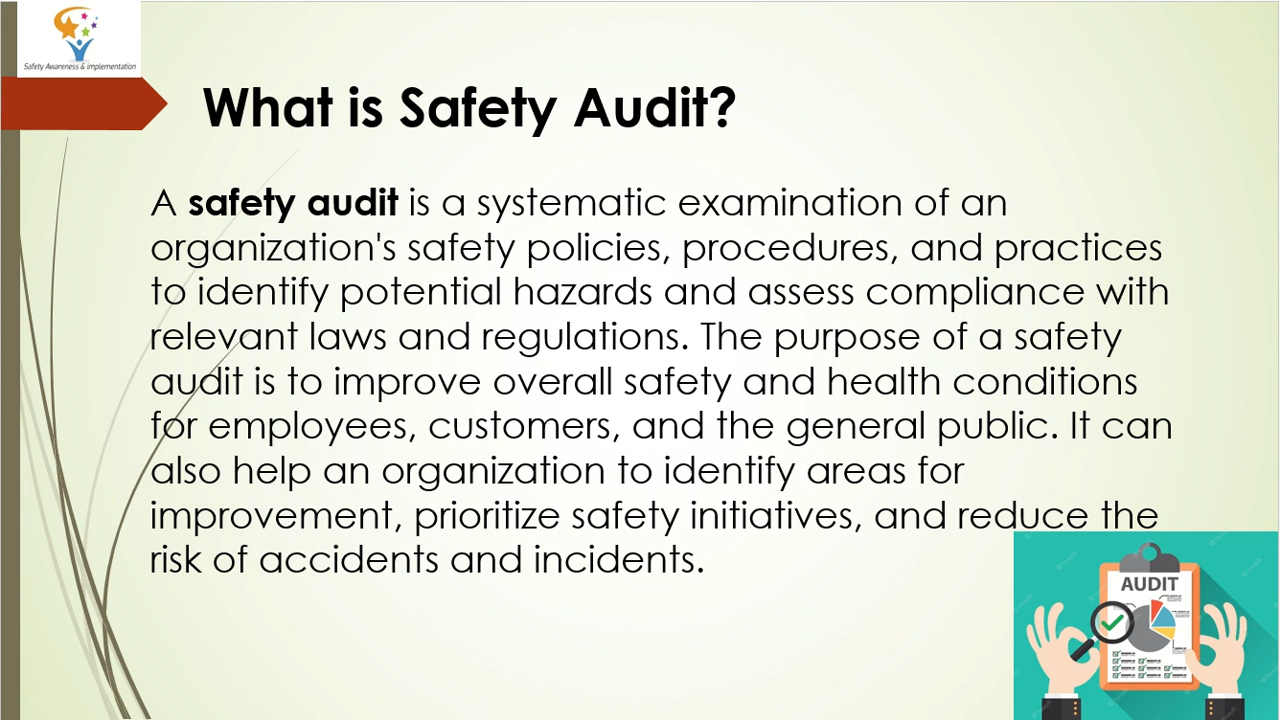 Safety Awareness & implementation
What is Safety Audit?
A safety audit is a systematic examination of an
organization's safety policies, procedures, and practices
to identify potential hazards and assess compliance with
relevant laws and regulations. The purpose of a safety
audit is to improve overall safety and health conditions
for employees, customers, and the general public. It can
also help an organization to identify areas for
improvement, prioritize safety initiatives, and reduce the
risk of accidents and incidents.
AUDIT